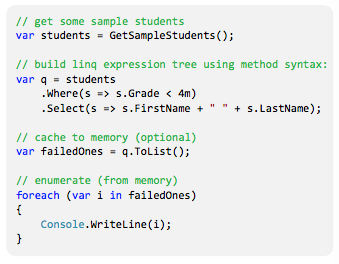 // get some sample students
var students = GetSampleStudents();
// build linq expression tree using method syntax:
var q = students
.Where(s => s.Grade < 4m)
.Select(s => s.FirstName + " " + s.LastName);
// cache to memory (optional)
var failedOnes = q.ToList();
// enumerate (from memory)
foreach (var i in failedOnes)
{
Console.WriteLine(i);
}